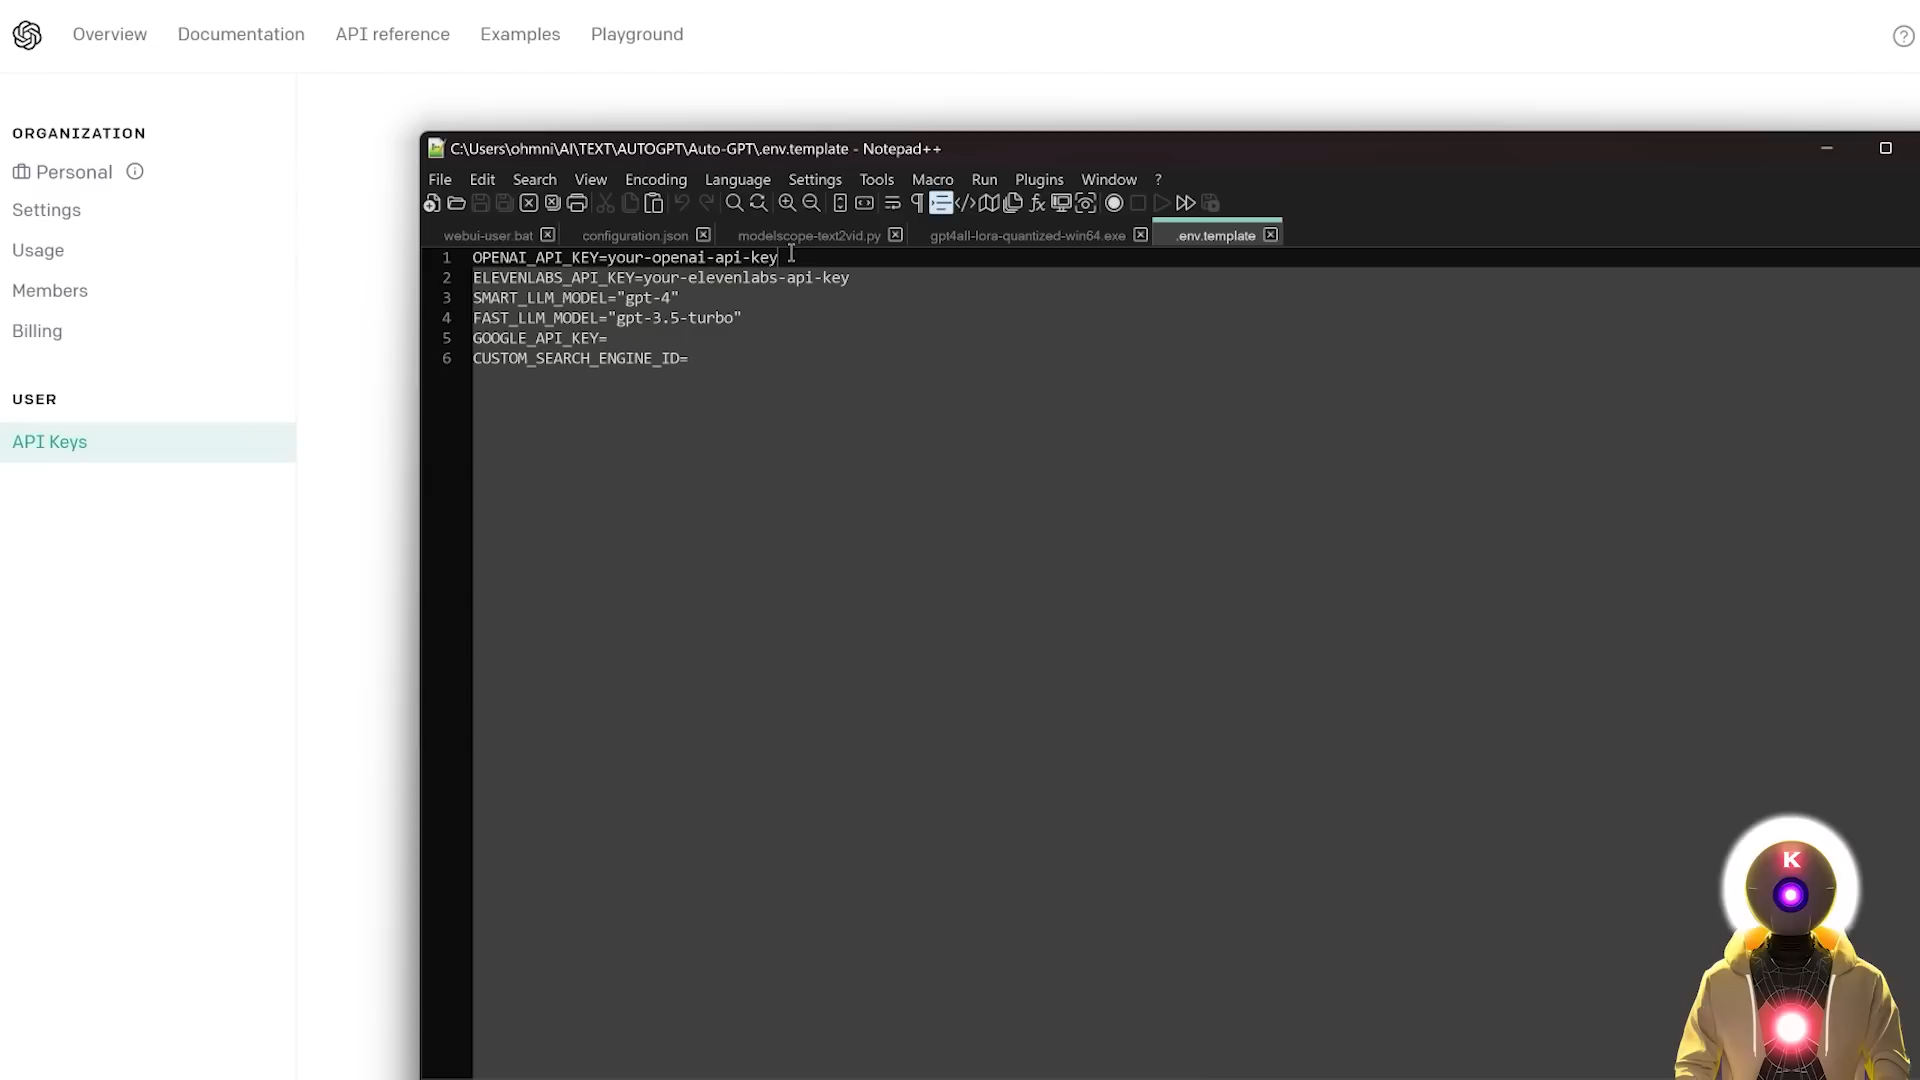 Overview Documentation API reference Examples Playground
ORGANIZATION
Personal
Settings
Usage
Members
Billing
USER
API Keys
C:\Users\ohmni\AI\TEXT\AUTOGPT\Auto-GPT\.env.template - Notepad++
File Edit Search View Encoding Language Settings Tools Macro Run Plugins Window ?
webui-user.bat configuration.json modelscope-text2vid.py gpt4all-lora-quantized-win64.exe .env.template
1 OPENAI_API_KEY=your-openai-api-key
2 ELEVENLABS_API_KEY=your-elevenlabs-api-key
3 SMART_LLM_MODEL="gpt-4"
4 FAST_LLM_MODEL="gpt-3.5-turbo"
5 GOOGLE_API_KEY=
6 CUSTOM_SEARCH_ENGINE_ID=
K